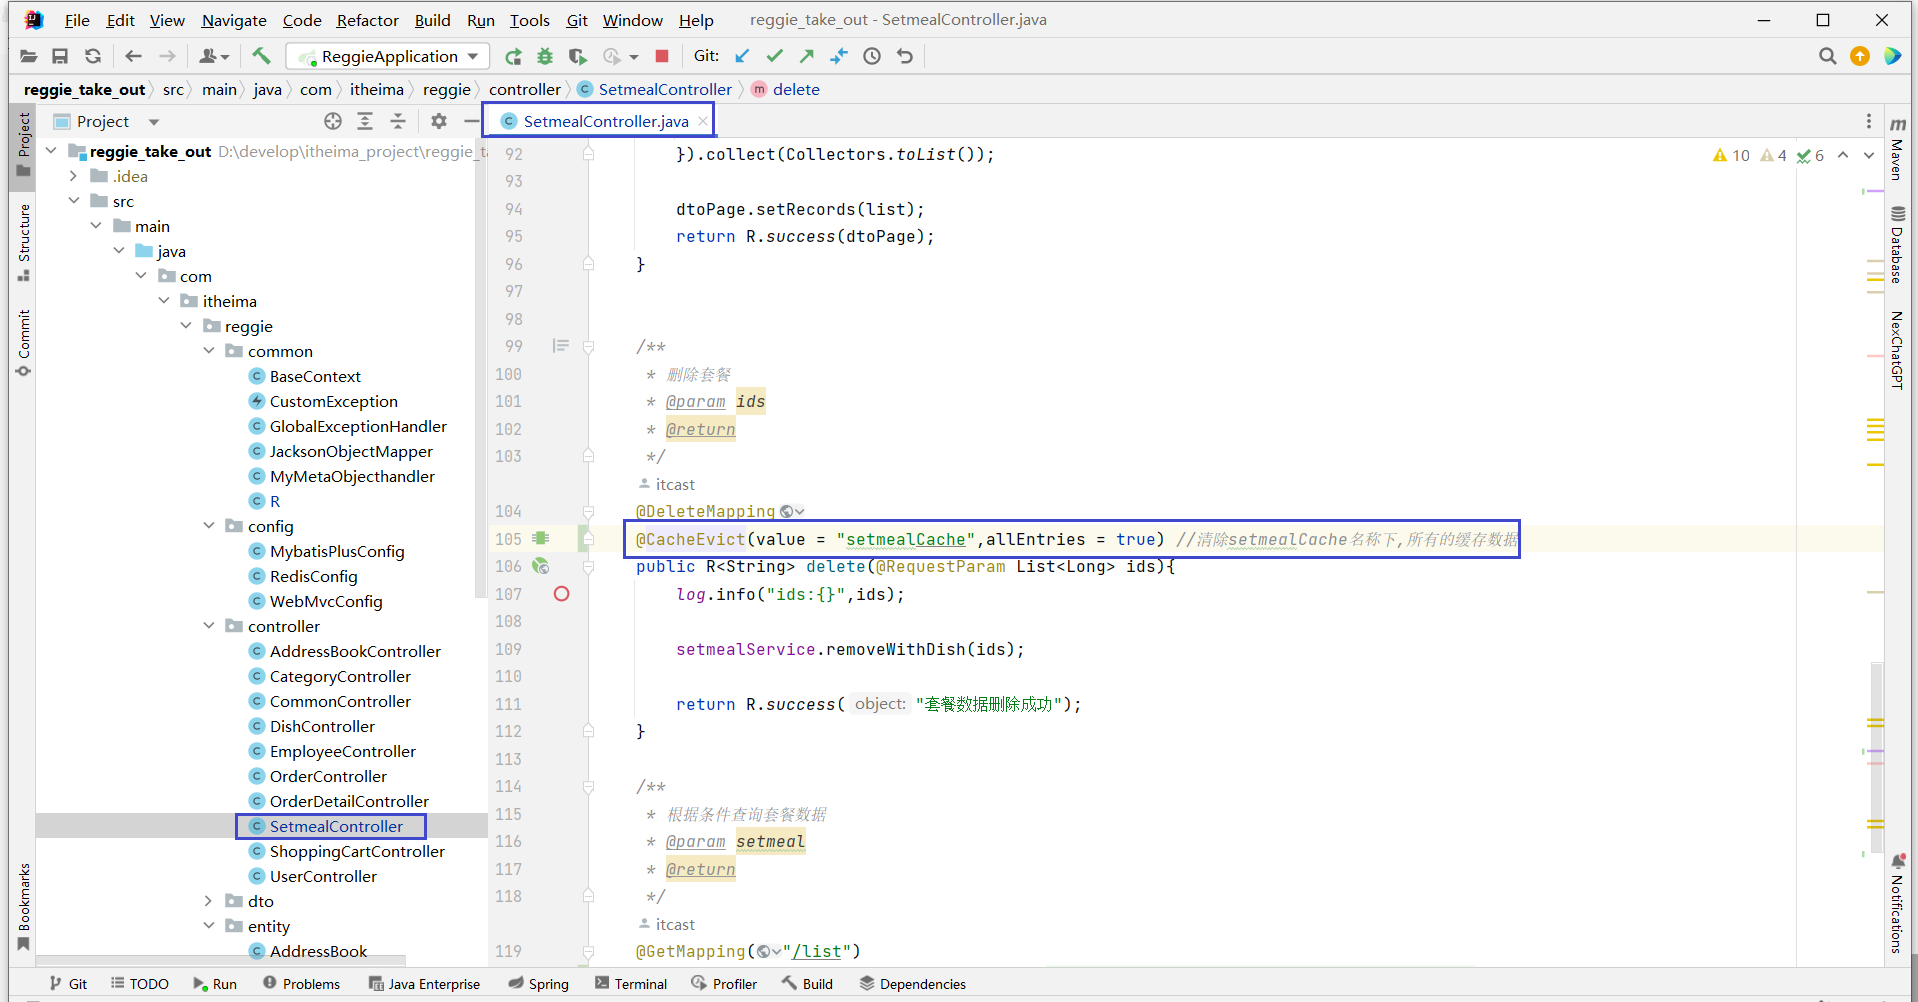 File Edit View Navigate Code Refactor Build Run Tools Git Window Help reggie_take_out - SetmealController.java
ReggieApplication Git:
reggie_take_out src main java com itheima reggie controller SetmealController delete
Project
SetmealController.java
reggie_take_out D:\develop\itheima_project\reggie_ta
.idea
src
main
java
com
itheima
reggie
common
BaseContext
CustomException
GlobalExceptionHandler
JacksonObjectMapper
MyMetaObjecthandler
R
config
MybatisPlusConfig
RedisConfig
WebMvcConfig
controller
AddressBookController
CategoryController
CommonController
DishController
EmployeeController
OrderController
OrderDetailController
SetmealController
ShoppingCartController
UserController
dto
entity
AddressBook
Project
Structure
Commit
Bookmarks
10 4 6
92 }).collect(Collectors.toList());
93
94 dtoPage.setRecords(list);
95 return R.success(dtoPage);
96 }
97
98
99 /**
100 * 删除套餐
101 * @param ids
102 * @return
103 */
itcast
104 @DeleteMapping
105 @CacheEvict(value = "setmealCache",allEntries = true) //清除setmealCache名称下,所有的缓存数据
106 public R<String> delete(@RequestParam List<Long> ids){
107 log.info("ids:{}",ids);
108
109 setmealService.removeWithDish(ids);
110
111 return R.success( object: "套餐数据删除成功");
112 }
113
114 /**
115 * 根据条件查询套餐数据
116 * @param setmeal
117 * @return
118 */
itcast
119 @GetMapping("/list")
m Maven
Database
NexChatGPT
Notifications
Git TODO Run Problems Java Enterprise Spring Terminal Profiler Build Dependencies